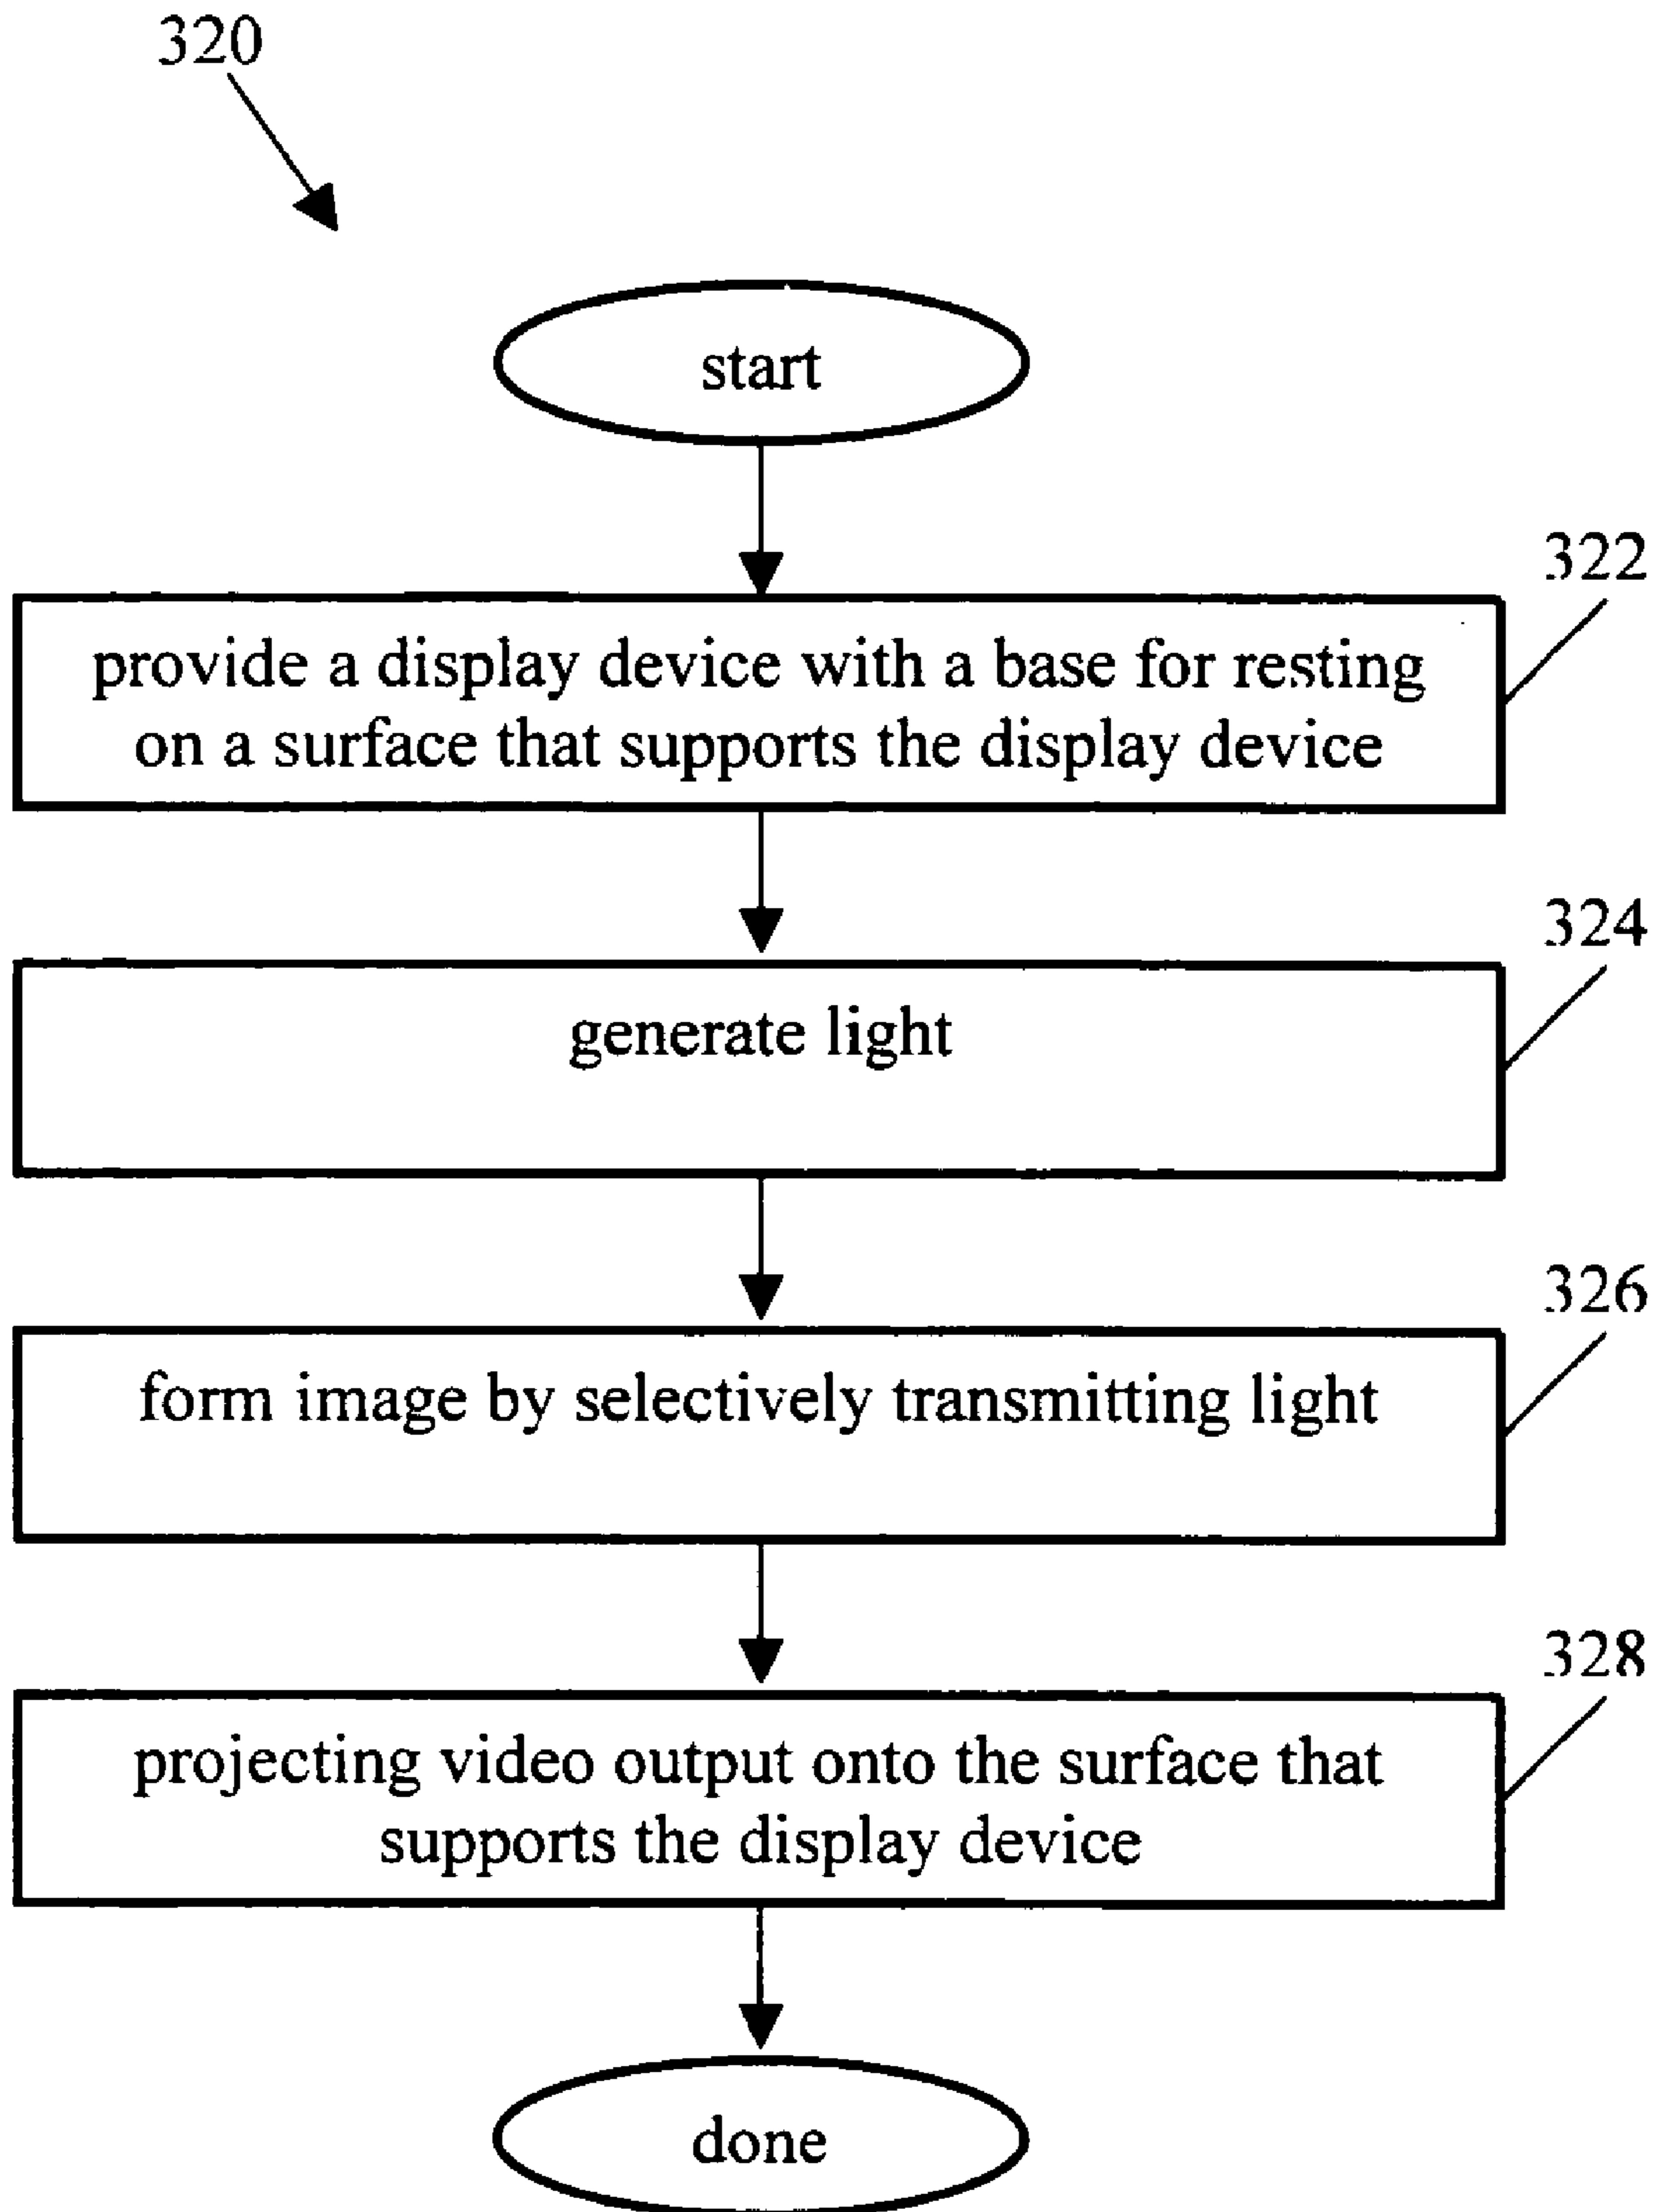 320
start
322
provide a display device with a base for resting
on a surface that supports the display device
324
generate light
326
form image by selectively transmitting light
328
projecting video output onto the surface that
supports the display device
done